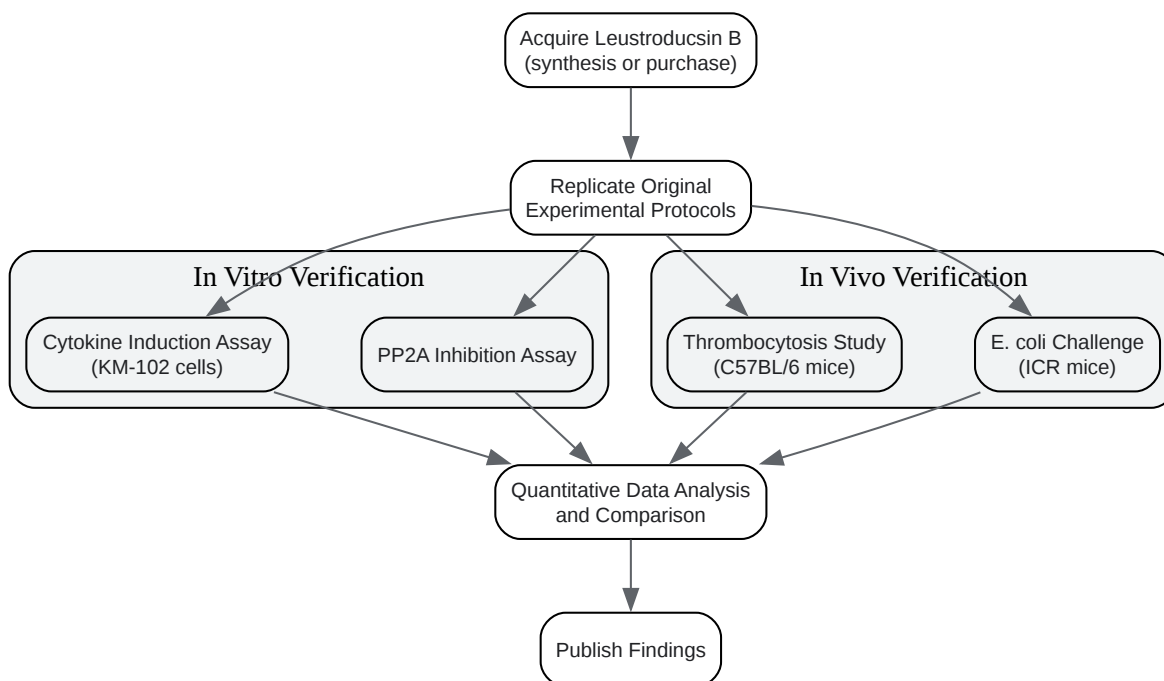 Acquire Leustroducsin B
(synthesis or purchase)
Replicate Original
Experimental Protocols
In Vitro Verification
In Vivo Verification
Cytokine Induction Assay
(KM-102 cells)
PP2A Inhibition Assay
Thrombocytosis Study
(C57BL/6 mice)
E. coli Challenge
(ICR mice)
Quantitative Data Analysis
and Comparison
Publish Findings